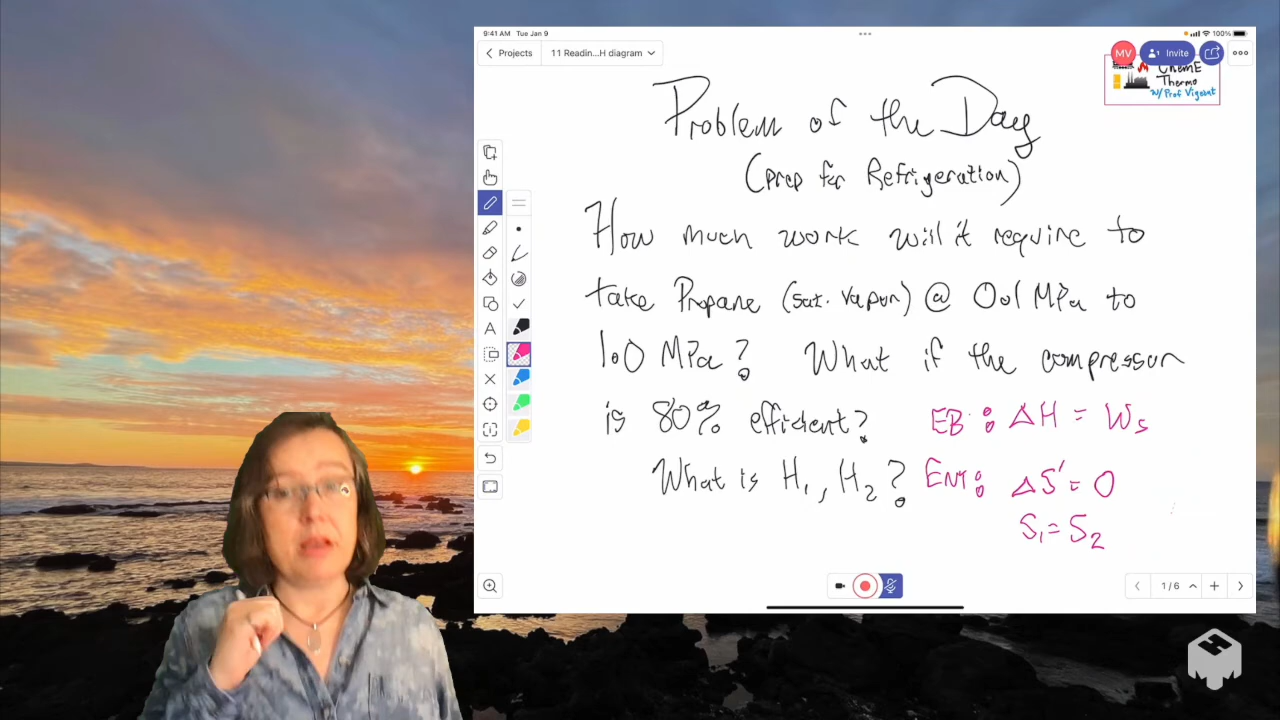 9:41 AM Tue Jan 9
100%
Projects
11 Readin...H diagram
MV
Invite
ChemE
Thermo
w/ Prof Vigeant
Problem of the Day
(prep for Refrigeration)
How much work will it require to
take Propane (sat. vapor) @ 0.1 MPa to
1.0 MPa? What if the compressor
is 80% efficient? EB: ΔH = Ws
What is H1, H2? Ent: ΔS' = 0
S1 = S2
A
1/6